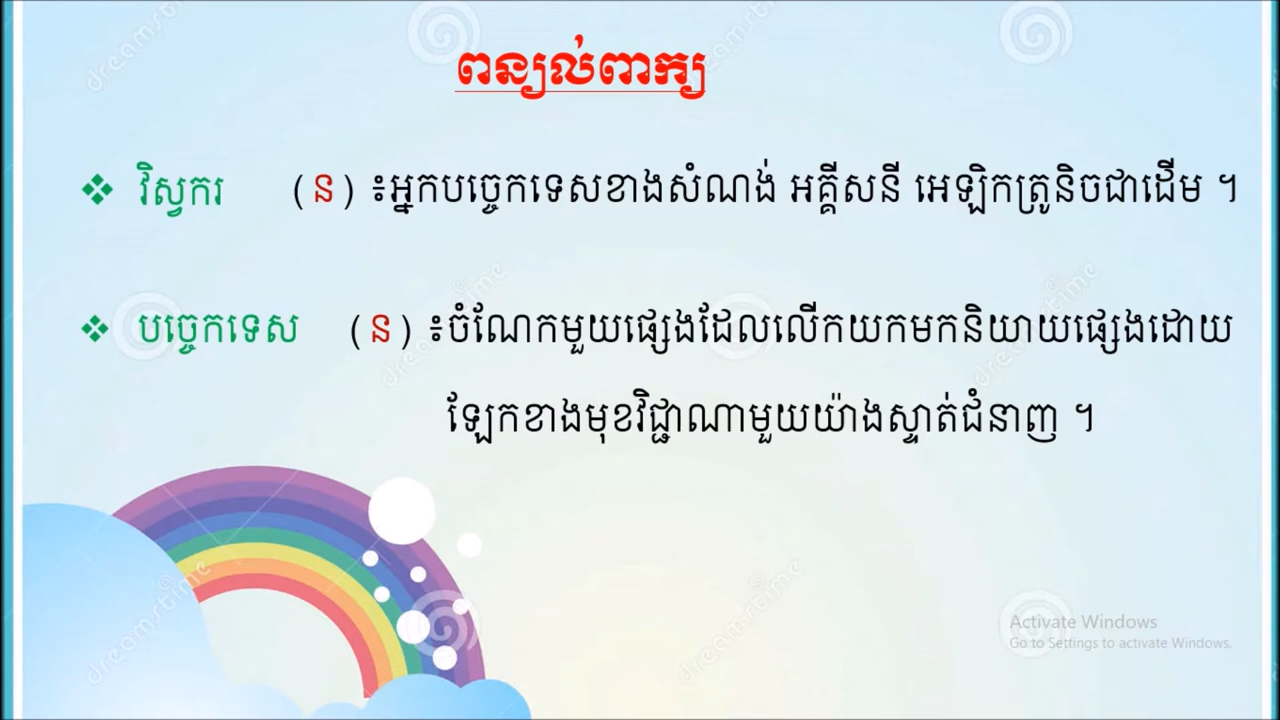 ពន្យល់ពាក្យ
❖ វិស្វករ (ន) ៖អ្នកបច្ចេកទេសខាងសំណង់ អគ្គីសនី អេឡិកត្រូនិចជាដើម ។
❖ បច្ចេកទេស (ន) ៖ចំណែកមួយផ្សេងដែលលើកយកមកនិយាយផ្សេងដោយ
ឡែកខាងមុខវិជ្ជាណាមួយយ៉ាងស្ទាត់ជំនាញ ។
Activate Windows
Go to Settings to activate Windows.
dreamstime